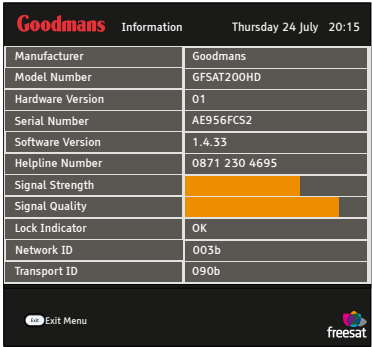 Goodmans Information Thursday 24 July 20:15
Manufacturer Goodmans
Model Number GFSAT200HD
Hardware Version 01
Serial Number AE956FCS2
Software Version 1.4.33
Helpline Number 0871 230 4695
Signal Strength
Signal Quality
Lock Indicator OK
Network ID 003b
Transport ID 090b
Exit Exit Menu
freesat